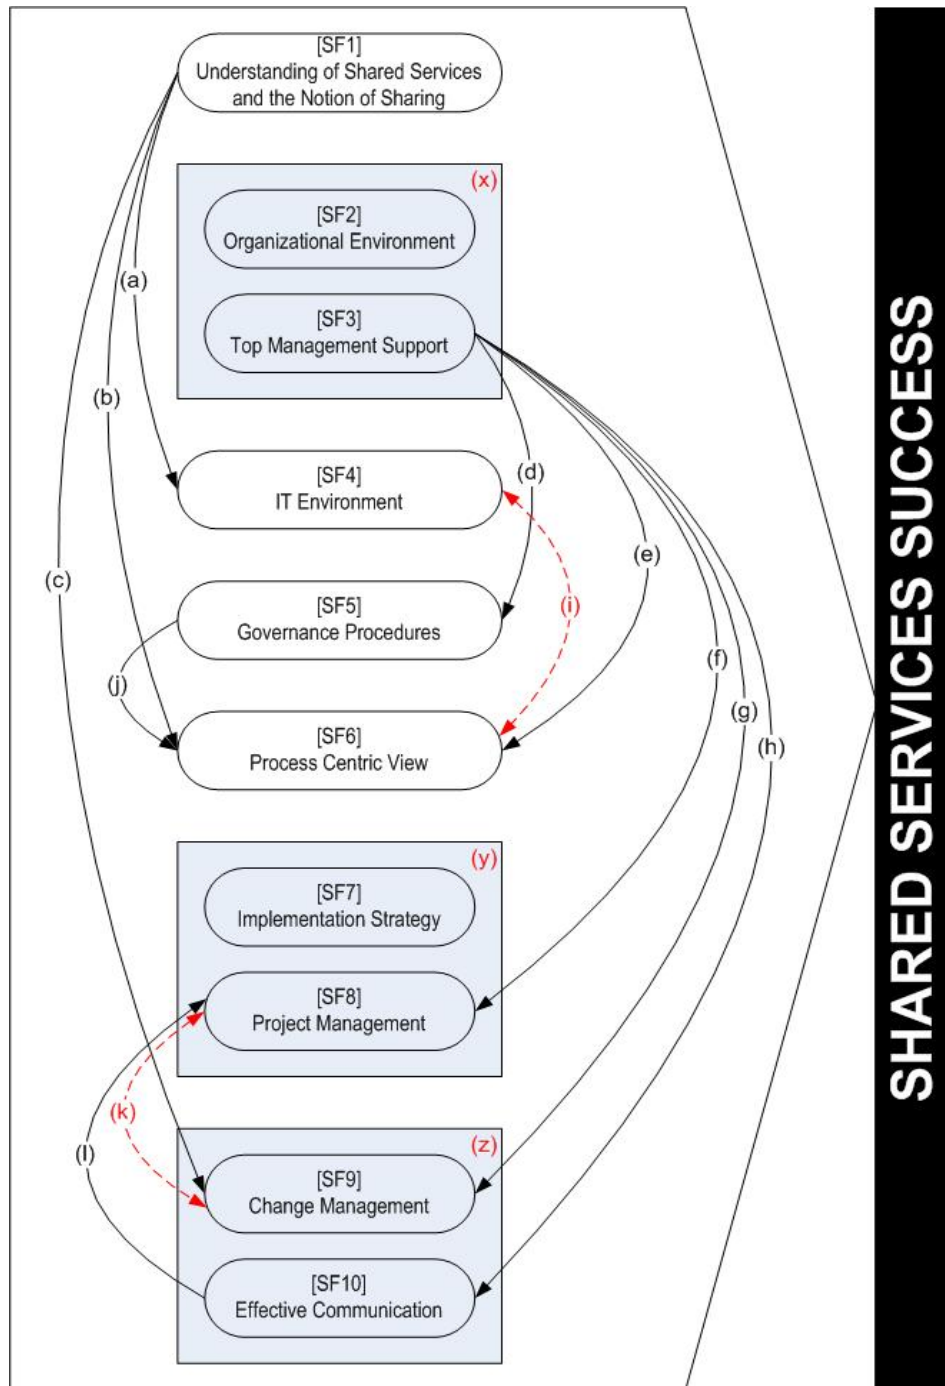 [SF1]
Understanding of Shared Services
and the Notion of Sharing
(x)
[SF2]
Organizational Environment
(a)
[SF3]
Top Management Support
(b)
[SF4]
IT Environment
(d)
(e)
(c)
[SF5]
Governance Procedures
(i)
(f)
(j)
(g)
[SF6]
Process Centric View
(h)
(y)
[SF7]
Implementation Strategy
[SF8]
Project Management
(k)
(l)
(z)
[SF9]
Change Management
[SF10]
Effective Communication
SHARED SERVICES SUCCESS